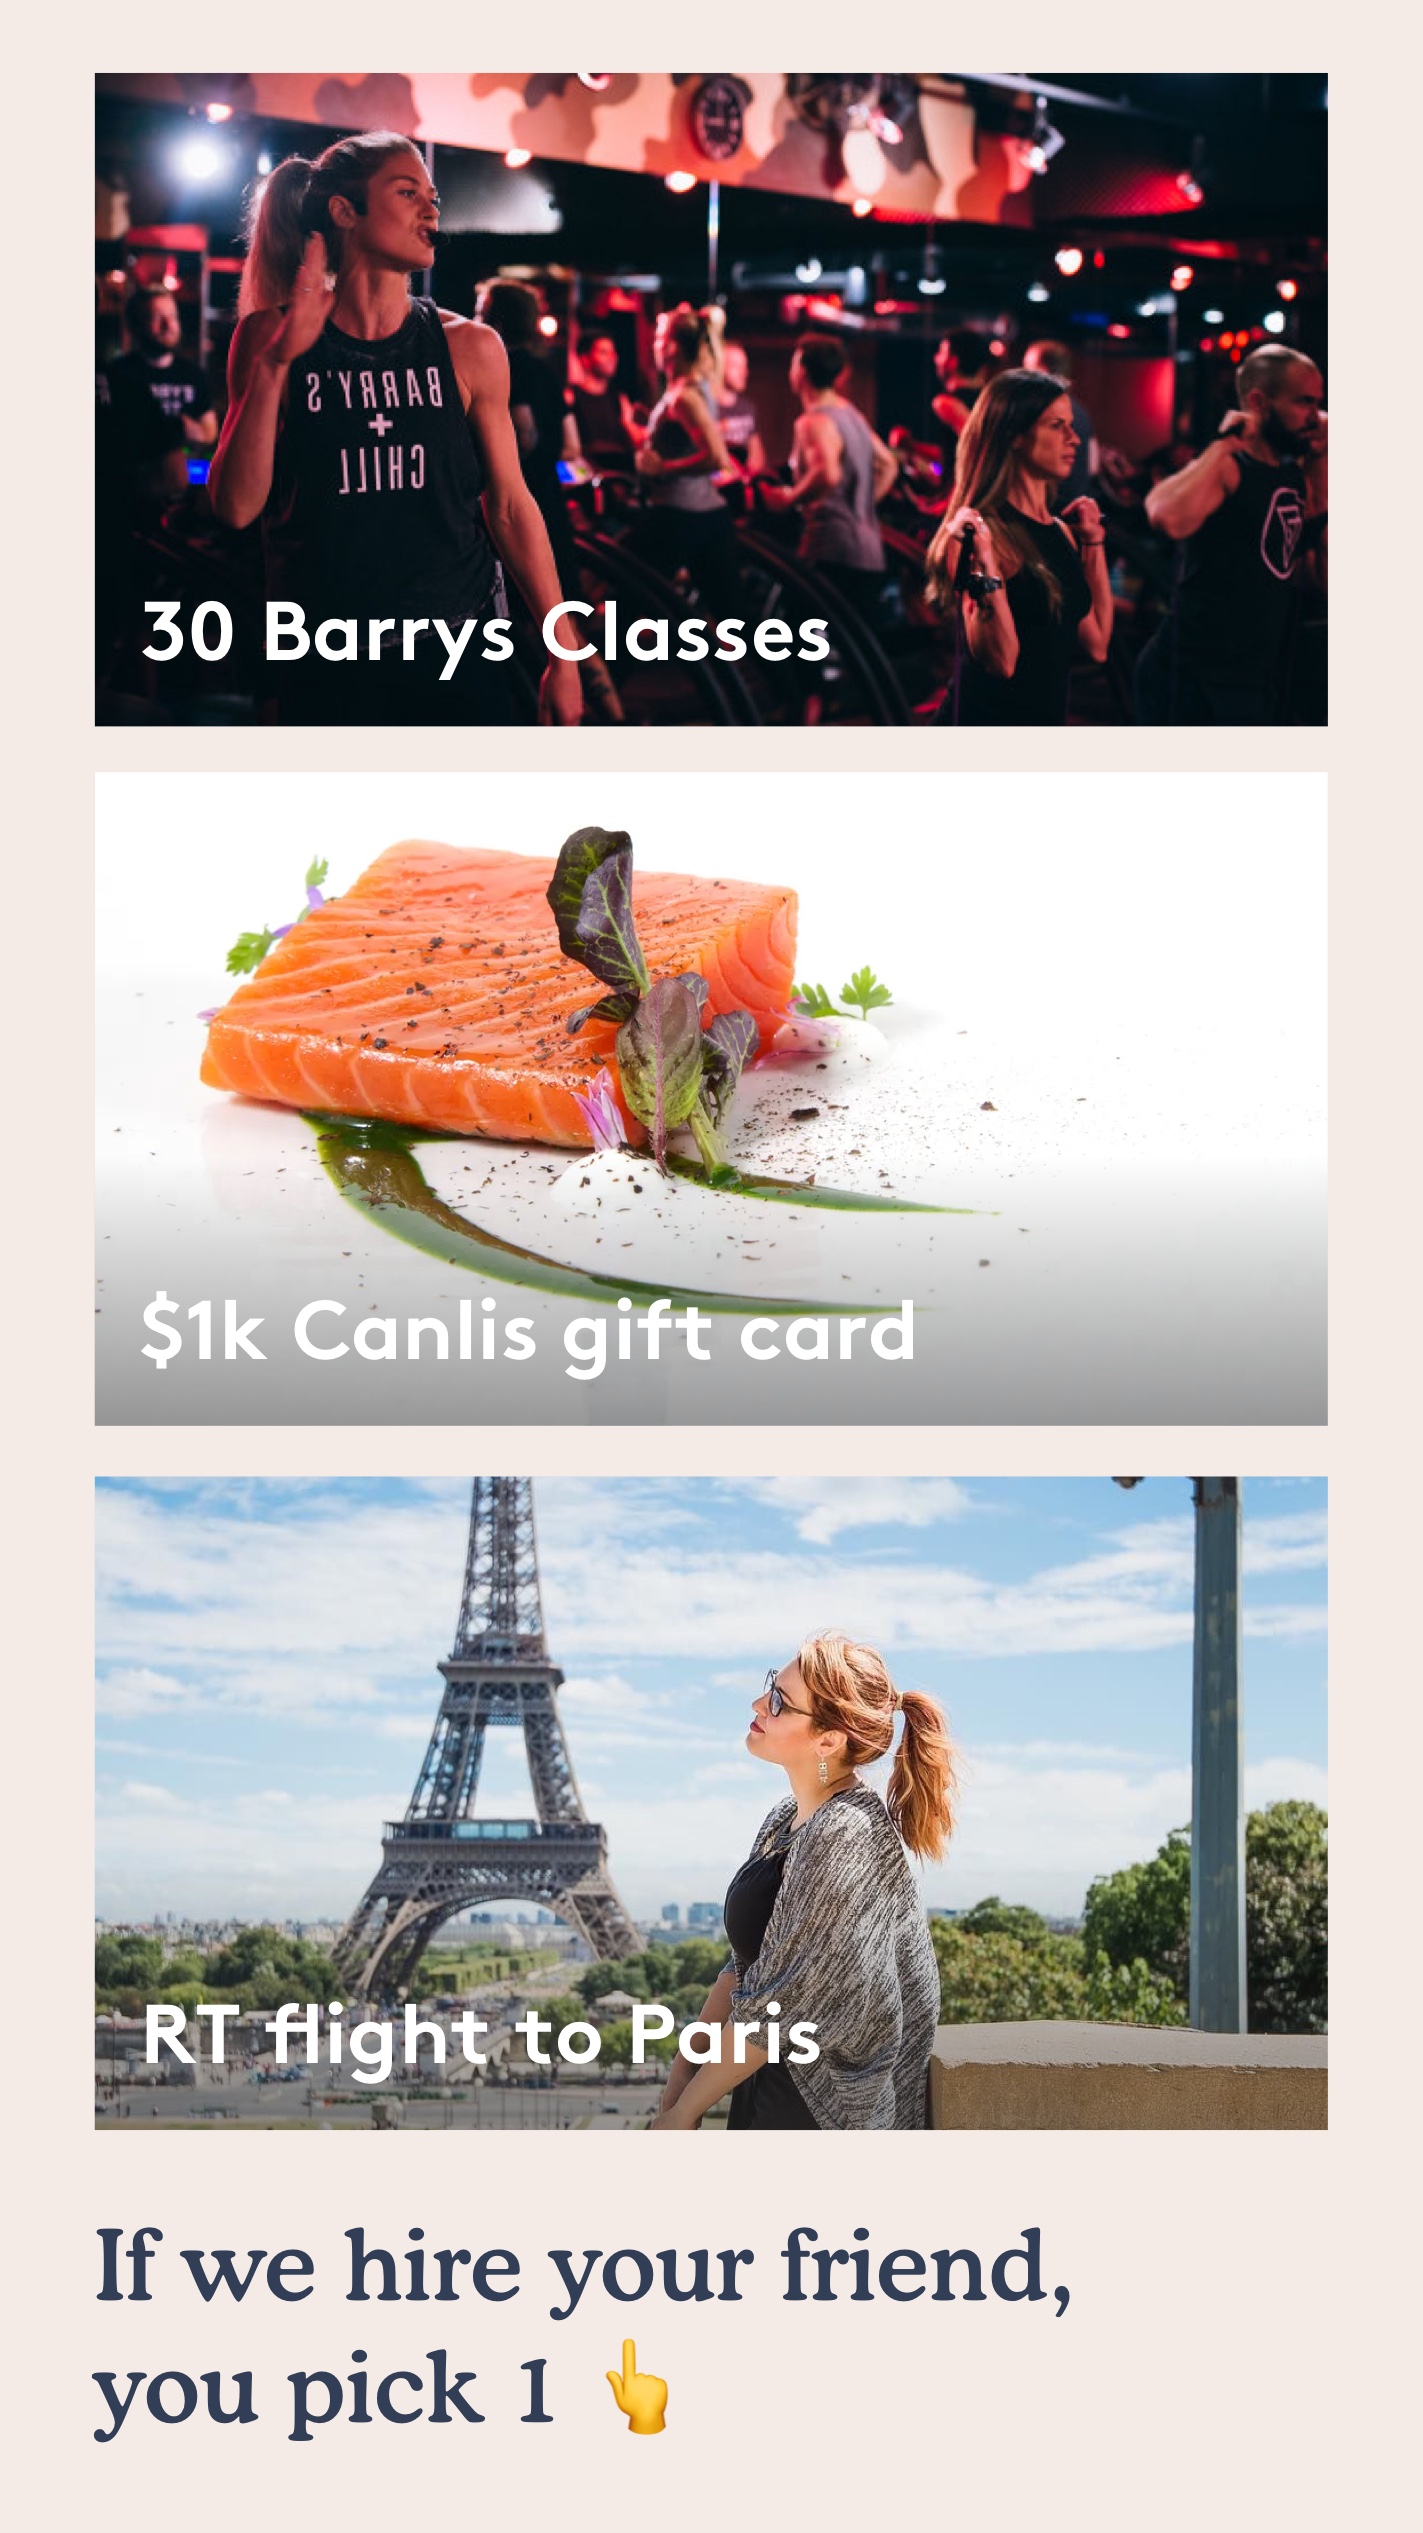 BARRY'S
+
CHILL
30 Barrys Classes
$1k Canlis gift card
RT flight to Paris
If we hire your friend,
you pick 1 👆